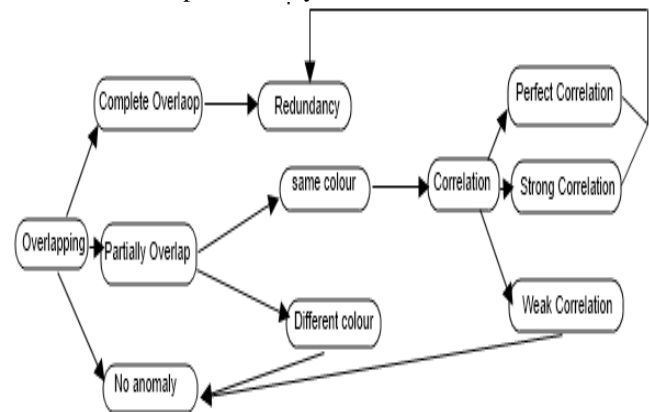 Complete Overlaop
Redundancy
Perfect Correlation
same colour
Correlation
Strong Correlation
Overlapping
Partially Overlap
Weak Correlation
Different colour
No anomaly